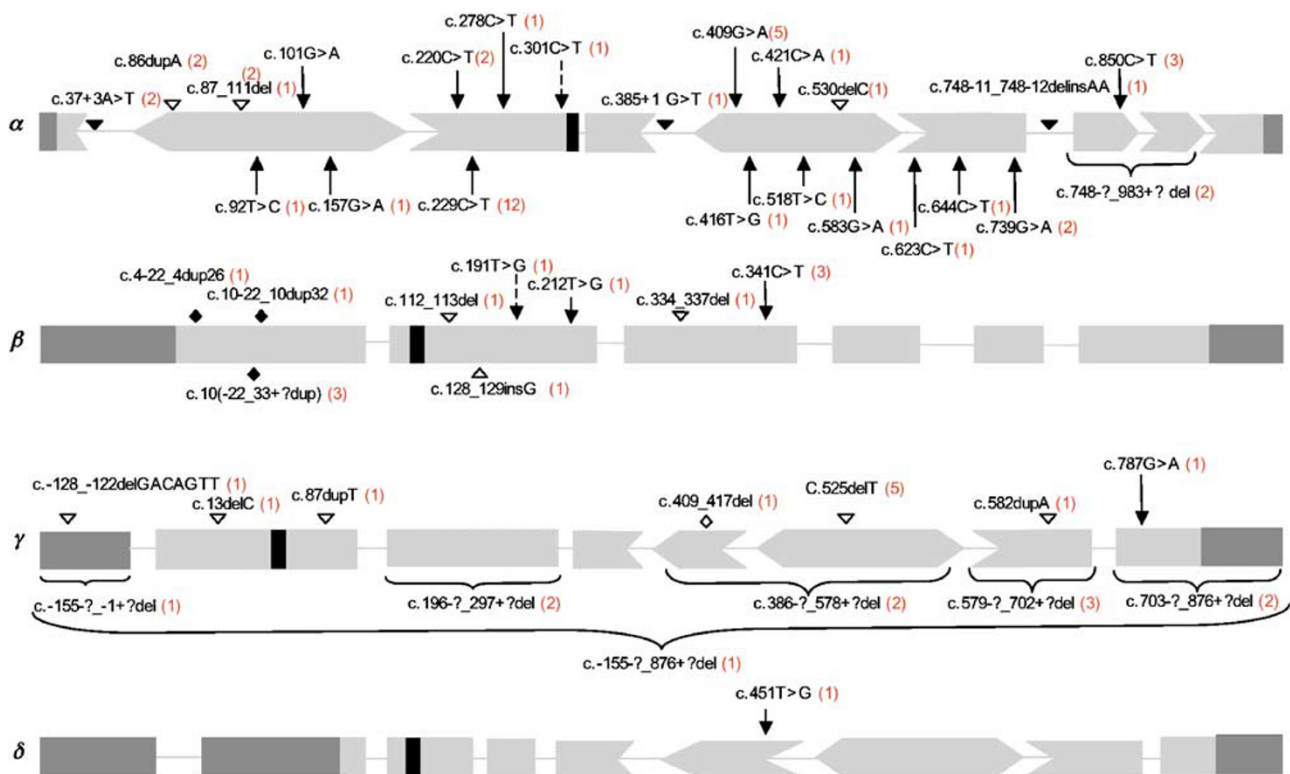 c.278C>T (1)
c.409G>A(5)
c.86dupA (2)
c.101G>A
c.220C>T(2)
c.301C>T (1)
c.421C>A (1)
c.850C>T (3)
(2)
c.37+3A>T (2)
c.87_111del (1)
c.385+1 G>T (1)
c.530delC(1)
c.748-11_748-12delinsAA (1)
α
c.92T>C (1)
c.157G>A (1)
c.229C>T (12)
c.416T>G (1)
c.518T>C (1)
c.583G>A (1)
c.623C>T(1)
c.644C>T(1)
c.739G>A (2)
c.748-?_983+? del (2)
c.4-22_4dup26 (1)
c.10-22_10dup32 (1)
c.112_113del (1)
c.191T>G (1)
c.212T>G (1)
c.334_337del (1)
c.341C>T (3)
β
c.10(-22_33+?dup) (3)
c.128_129insG (1)
c.-128_-122delGACAGTT (1)
c.13delC (1)
c.87dupT (1)
c.409_417del (1)
C.525delT (5)
c.582dupA (1)
c.787G>A (1)
γ
c.-155-?_-1+?del (1)
c.196-?_297+?del (2)
c.386-?_578+?del (2)
c.579-?_702+?del (3)
c.703-?_876+?del (2)
c.-155-?_876+?del (1)
c.451T>G (1)
δ